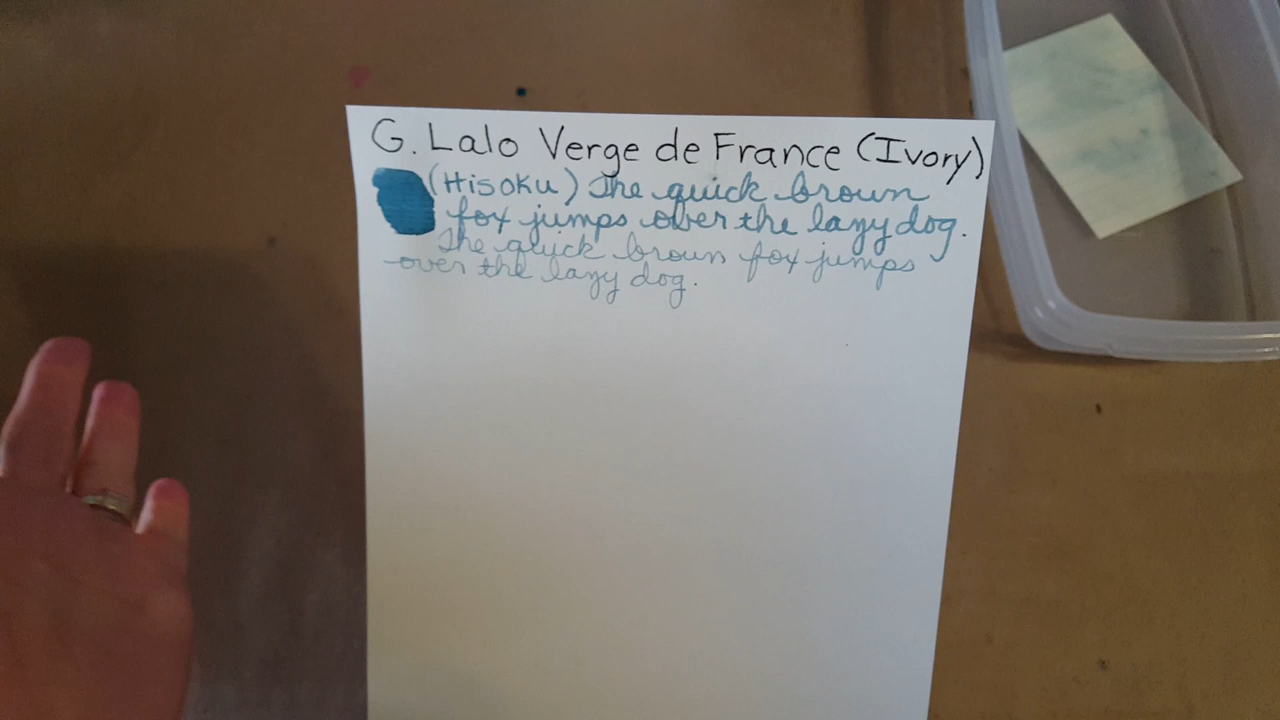 G. Lalo Verge de France (Ivory)
(Hisoku) The quick brown
fox jumps over the lazy dog.
The quick brown fox jumps
over the lazy dog.